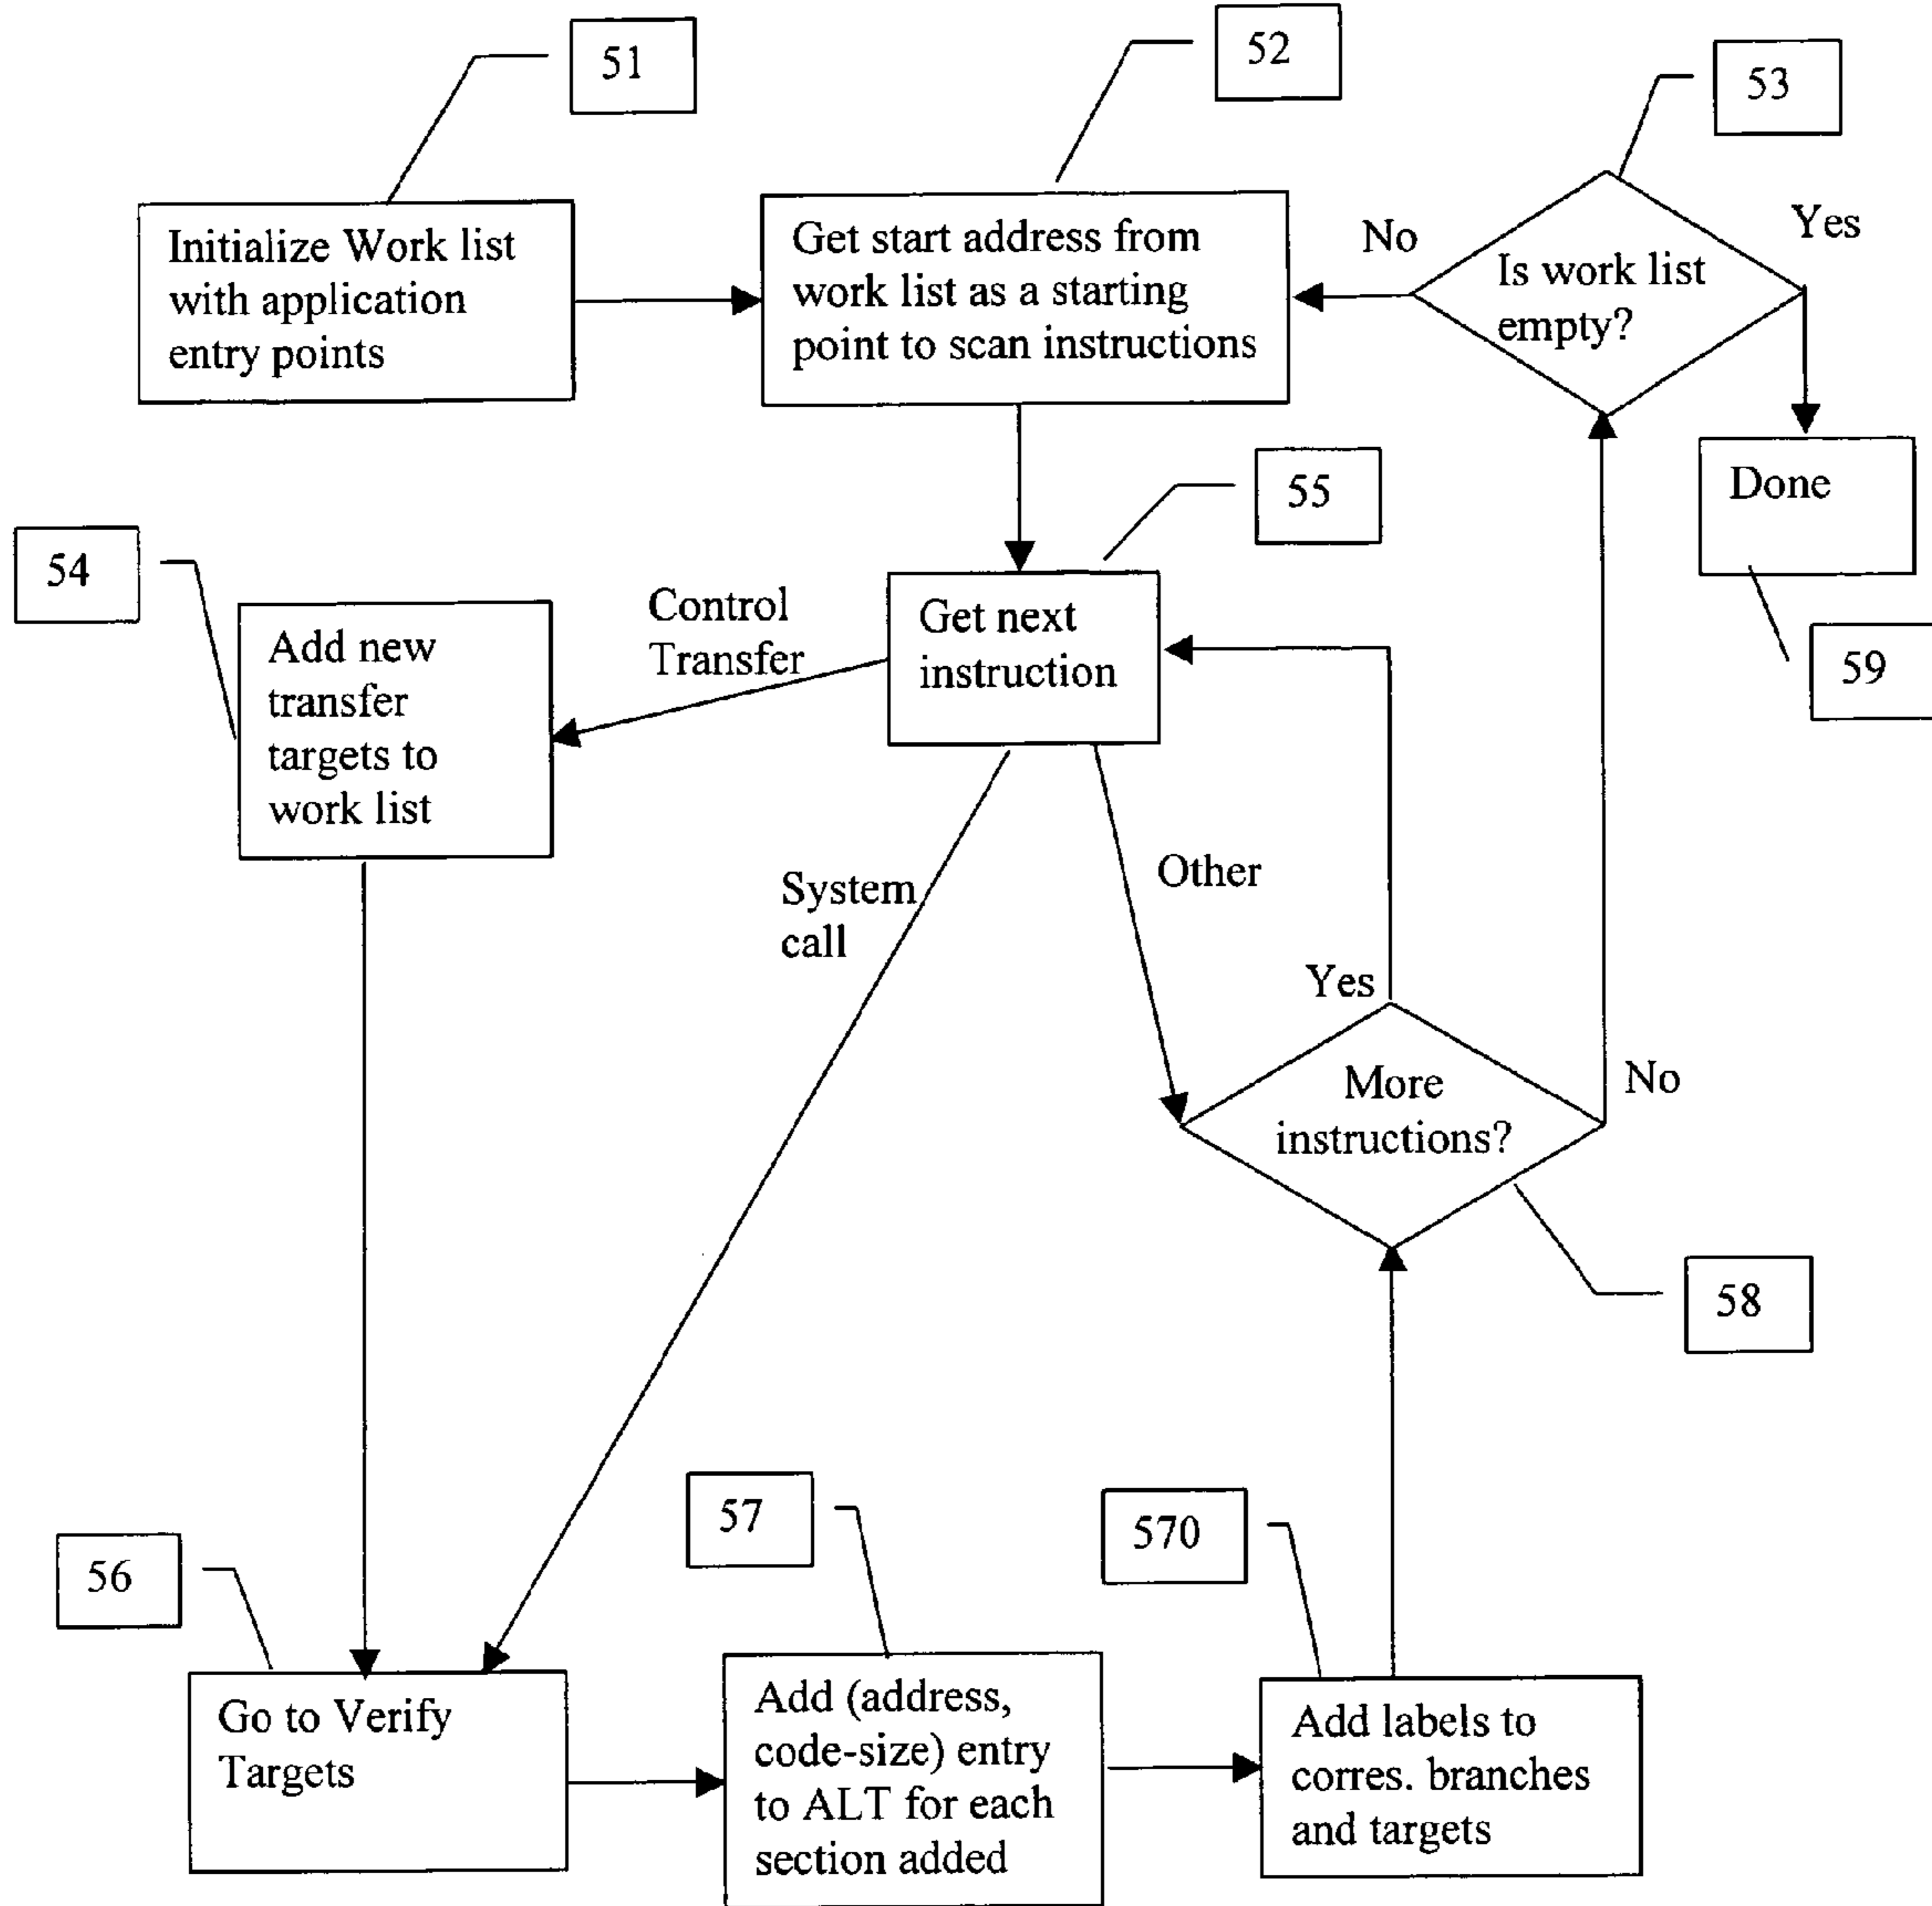 51
52
53
Initialize Work list
with application
entry points
Get start address from
work list as a starting
point to scan instructions
No
Is work list
empty?
Yes
Done
59
54
55
Add new
transfer
targets to
work list
Control
Transfer
Get next
instruction
System
call
Other
Yes
More
instructions?
No
58
56
57
570
Go to Verify
Targets
Add (address,
code-size) entry
to ALT for each
section added
Add labels to
corres. branches
and targets